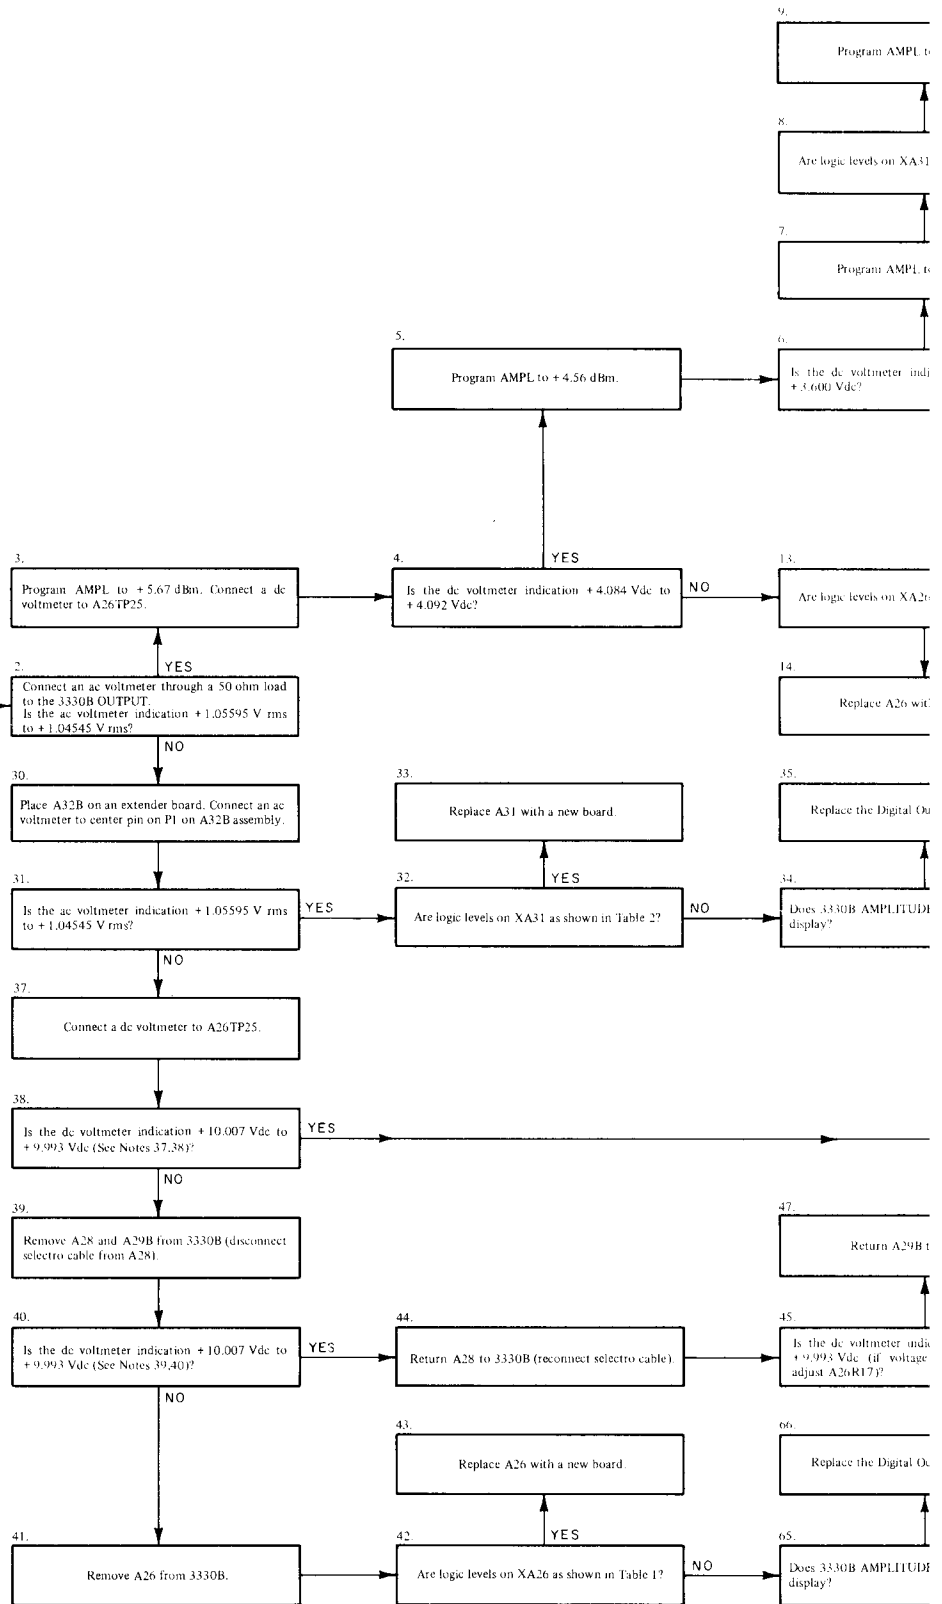 9.
Program AMPL to
8.
Are logic levels on XA31
7.
Program AMPL to
5.
Program AMPL to + 4.56 dBm.
6.
Is the dc voltmeter indi
+ 3.600 Vdc?
YES
3.
Program AMPL to + 5.67 dBm. Connect a dc
voltmeter to A26TP25.
4.
Is the dc voltmeter indication + 4.084 Vdc to
+ 4.092 Vdc?
NO
13.
Are logic levels on XA26
YES
2.
Connect an ac voltmeter through a 50 ohm load
to the 3330B OUTPUT.
Is the ac voltmeter indication + 1.05595 V rms
to + 1.04545 V rms?
14.
Replace A26 with
NO
30.
Place A32B on an extender board. Connect an ac
voltmeter to center pin on P1 on A32B assembly.
33.
Replace A31 with a new board.
35.
Replace the Digital Ou
31.
Is the ac voltmeter indication + 1.05595 V rms
to + 1.04545 V rms?
YES
32.
YES
Are logic levels on XA31 as shown in Table 2?
NO
34.
Does 3330B AMPLITUDE
display?
NO
37.
Connect a dc voltmeter to A26TP25.
38.
Is the dc voltmeter indication + 10.007 Vdc to
+ 9.993 Vdc (See Notes 37,38)?
YES
NO
39.
Remove A28 and A29B from 3330B (disconnect
selectro cable from A28).
47.
Return A29B t
40.
Is the dc voltmeter indication + 10.007 Vdc to
+ 9.993 Vdc (See Notes 39,40)?
YES
44.
Return A28 to 3330B (reconnect selectro cable).
45.
Is the dc voltmeter indic
+ 9.993 Vdc (if voltage
adjust A26R17)?
NO
43.
Replace A26 with a new board.
66.
Replace the Digital Ou
41.
Remove A26 from 3330B.
42.
YES
Are logic levels on XA26 as shown in Table 1?
NO
65.
Does 3330B AMPLITUDE
display?